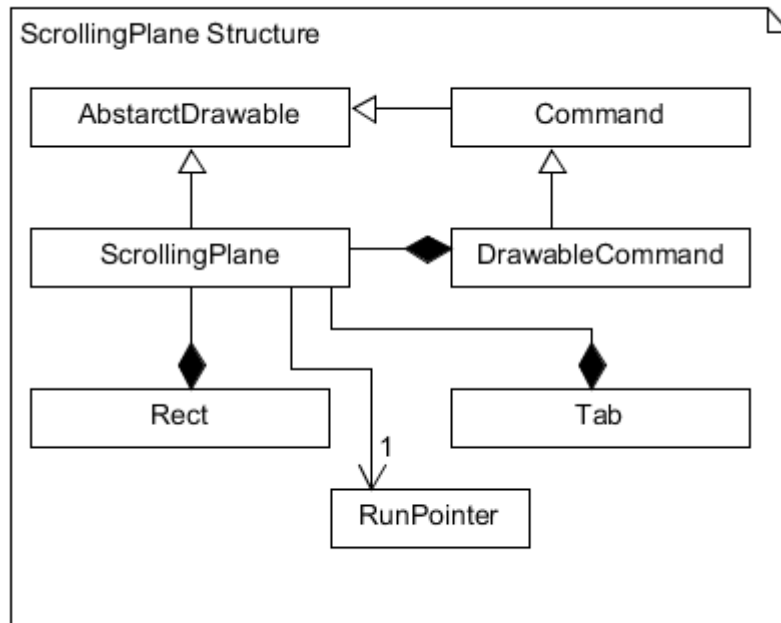 ScrollingPlane Structure
AbstarctDrawable
Command
ScrollingPlane
DrawableCommand
Rect
Tab
1
RunPointer